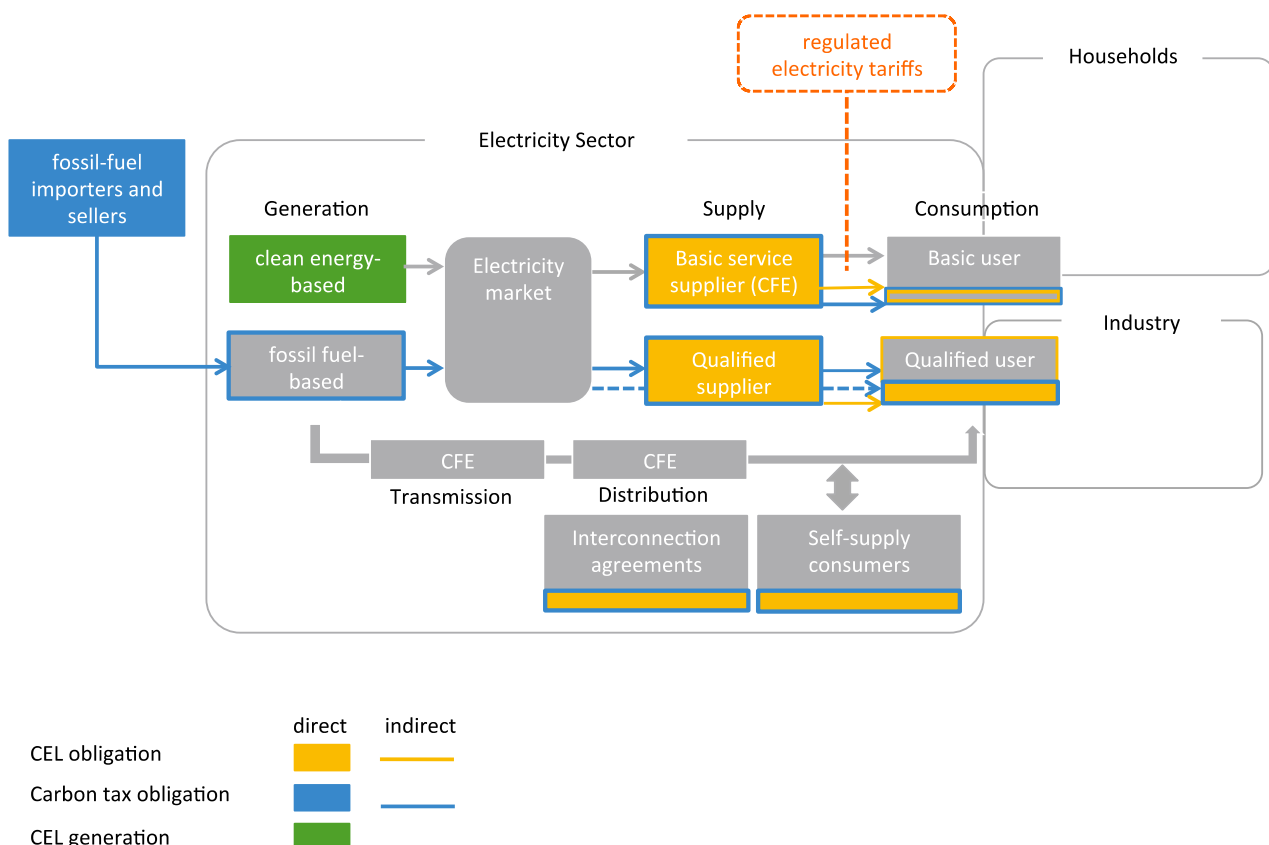 regulated
electricity tariffs
Households
Electricity Sector
fossil-fuel
importers and
sellers
Generation
Supply
Consumption
clean energy-
based
Electricity
market
Basic service
supplier (CFE)
Basic user
Industry
fossil fuel-
based
Qualified
supplier
Qualified user
CFE
CFE
Transmission
Distribution
Interconnection
agreements
Self-supply
consumers
direct
indirect
CEL obligation
Carbon tax obligation
CEL generation